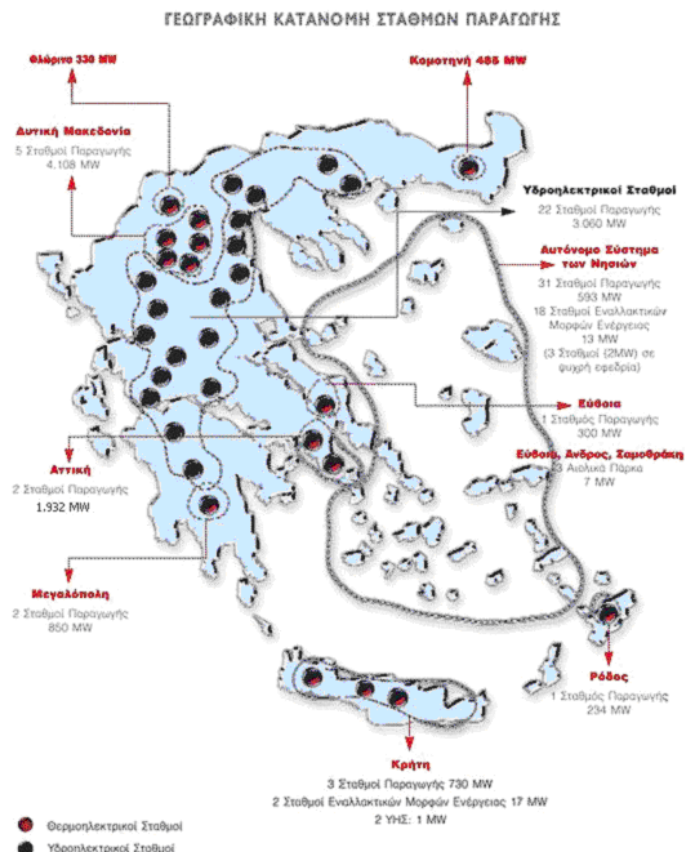 ΓΕΩΓΡΑΦΙΚΗ ΚΑΤΑΝΟΜΗ ΣΤΑΘΜΩΝ ΠΑΡΑΓΩΓΗΣ
Φλώρινα 330 MW
Κομοτηνή 485 MW
Δυτική Μακεδονία
5 Σταθμοί Παραγωγής
4.108 MW
Υδροηλεκτρικοί Σταθμοί
22 Σταθμοί Παραγωγής
3.060 MW
Αυτόνομο Σύστημα
των Νησιών
31 Σταθμοί Παραγωγής
593 MW
18 Σταθμοί Εναλλακτικών
Μορφών Ενέργειας
13 MW
(3 Σταθμοί (2MW) σε
ψυχρή εφεδρία)
Εύβοια
1 Σταθμός Παραγωγής
300 MW
Εύβοια, Άνδρος, Σαμοθράκη
3 Αιολικά Πάρκα
7 MW
Αττική
2 Σταθμοί Παραγωγής
1.932 MW
Μεγαλόπολη
2 Σταθμοί Παραγωγής
850 MW
Ρόδος
1 Σταθμός Παραγωγής
234 MW
Κρήτη
3 Σταθμοί Παραγωγής 730 MW
2 Σταθμοί Εναλλακτικών Μορφών Ενέργειας 17 MW
2 ΥΗΣ: 1 MW
Θερμοηλεκτρικοί Σταθμοί
Υδροηλεκτρικοί Σταθμοί